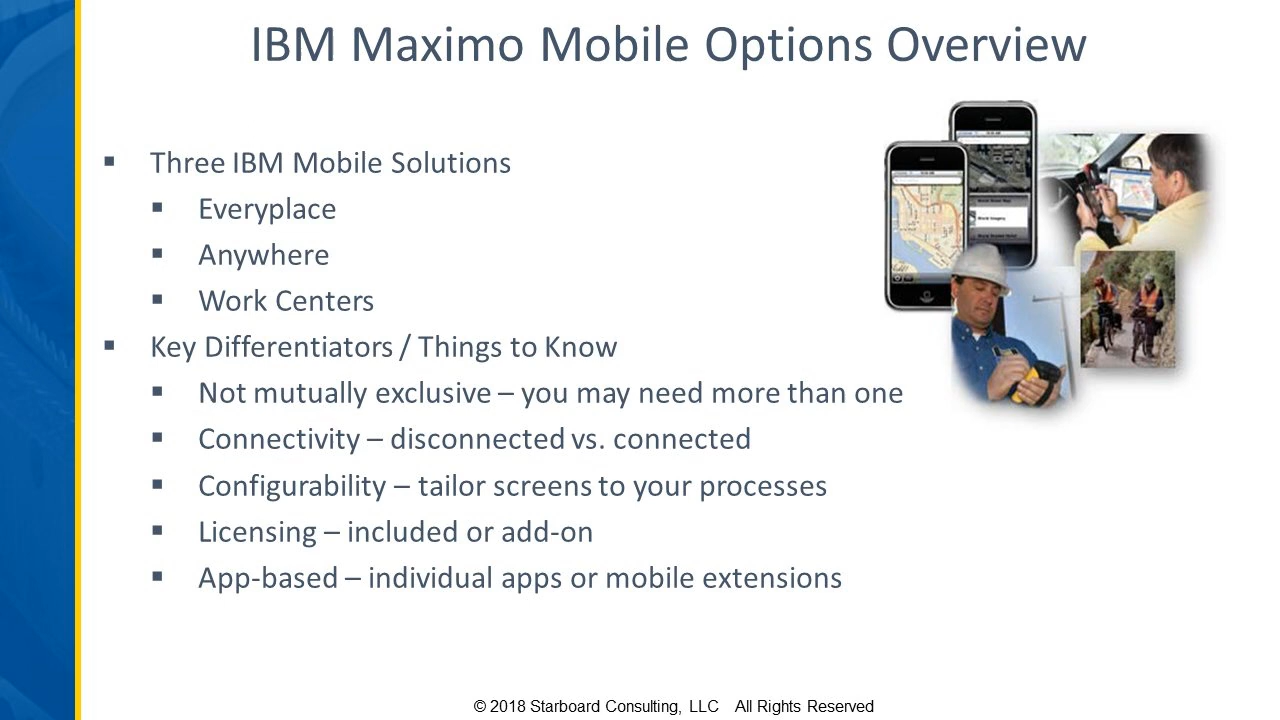 IBM Maximo Mobile Options Overview
▪ Three IBM Mobile Solutions
▪ Everyplace
▪ Anywhere
▪ Work Centers
▪ Key Differentiators / Things to Know
▪ Not mutually exclusive – you may need more than one
▪ Connectivity – disconnected vs. connected
▪ Configurability – tailor screens to your processes
▪ Licensing – included or add-on
▪ App-based – individual apps or mobile extensions
© 2018 Starboard Consulting, LLC All Rights Reserved